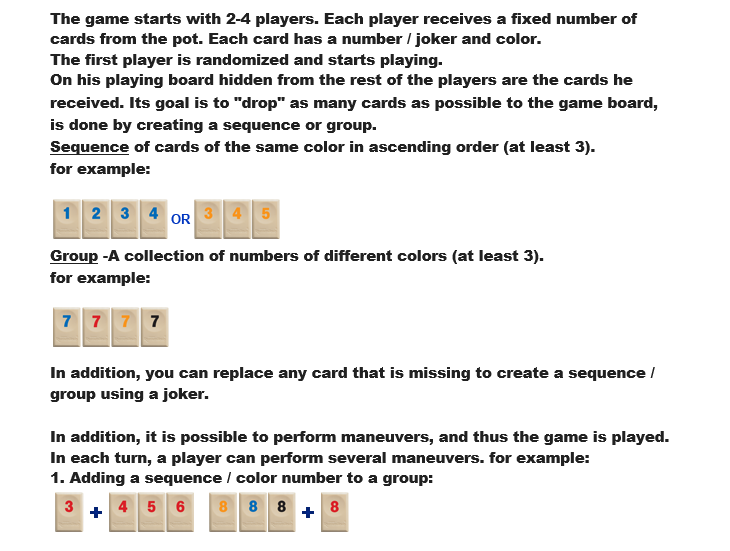 The game starts with 2-4 players. Each player receives a fixed number of
cards from the pot. Each card has a number / joker and color.
The first player is randomized and starts playing.
On his playing board hidden from the rest of the players are the cards he
received. Its goal is to "drop" as many cards as possible to the game board,
is done by creating a sequence or group.
Sequence of cards of the same color in ascending order (at least 3).
for example:
1 2 3 4 OR 3 4 5
Group -A collection of numbers of different colors (at least 3).
for example:
7 7 7 7
In addition, you can replace any card that is missing to create a sequence /
group using a joker.
In addition, it is possible to perform maneuvers, and thus the game is played.
In each turn, a player can perform several maneuvers. for example:
1. Adding a sequence / color number to a group:
3 + 4 5 6 8 8 8 + 8